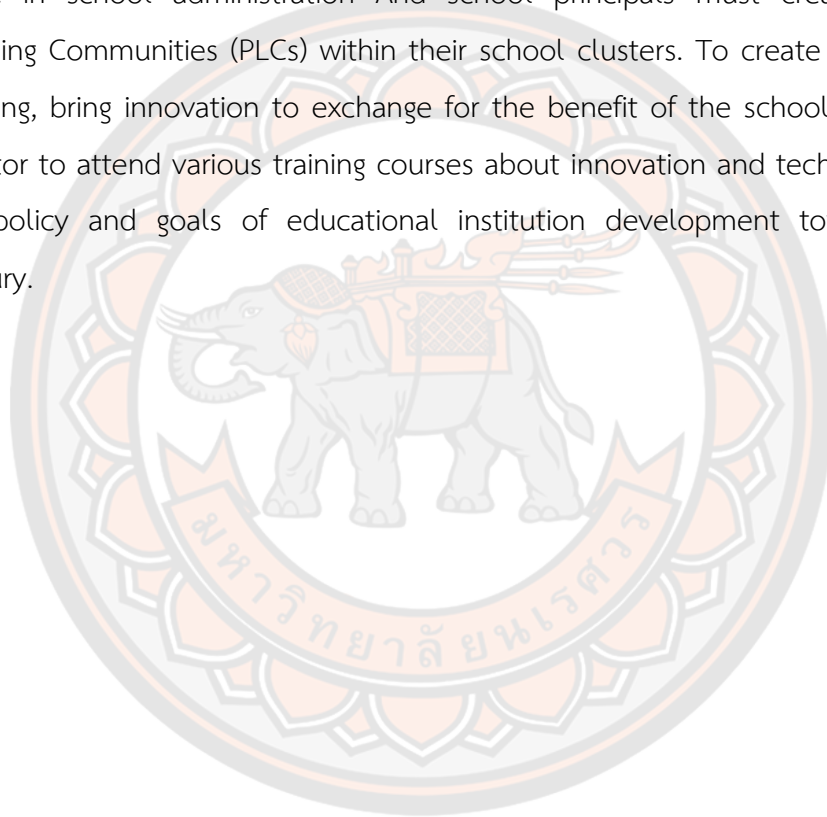 in school administration And school principals must crea
ing Communities (PLCs) within their school clusters. To create
ng, bring innovation to exchange for the benefit of the school
tor to attend various training courses about innovation and tech
policy and goals of educational institution development to
ury.
มหาวิทยาลัยนเรศวร